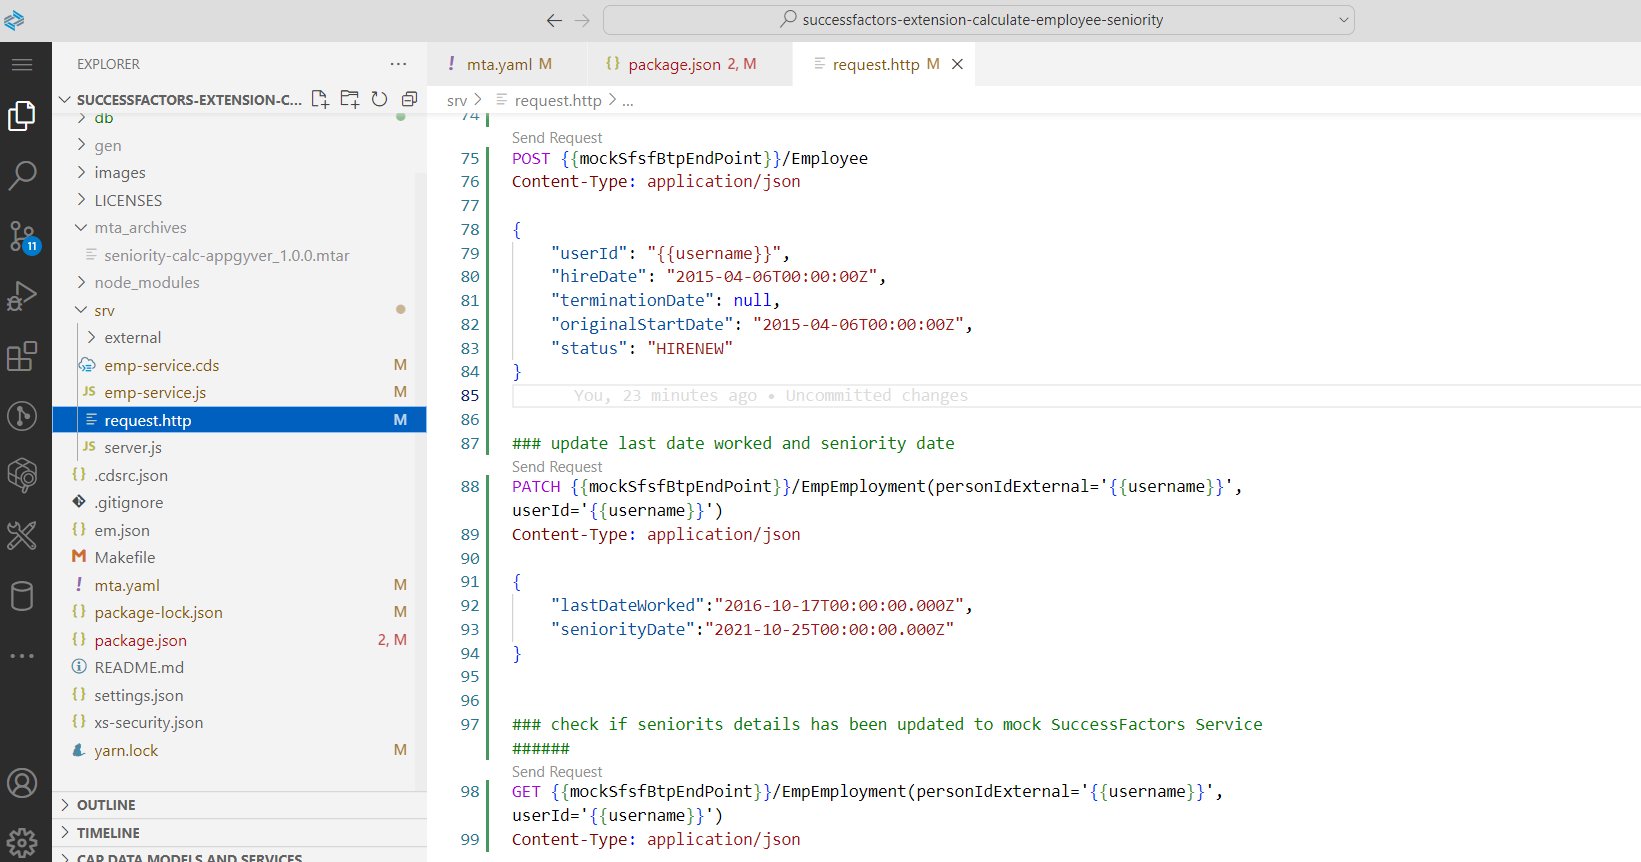 successfactors-extension-calculate-employee-seniority
EXPLORER
SUCCESSFACTORS-EXTENSION-C...
db
gen
images
LICENSES
mta_archives
seniority-calc-appgyver_1.0.0.mtar
node_modules
srv
external
emp-service.cds M
JS emp-service.js M
request.http M
JS server.js
{} .cdsrc.json
.gitignore
{} em.json
M Makefile
! mta.yaml M
{} package-lock.json M
{} package.json 2, M
README.md
{} settings.json
{} xs-security.json
yarn.lock M
OUTLINE
TIMELINE
CAP DATA MODELS AND SERVICES
11
! mta.yaml M
{} package.json 2, M
request.http M
srv > request.http > ...
74
Send Request
75 POST {{mockSfsfBtpEndPoint}}/Employee
76 Content-Type: application/json
77
78 {
79 "userId": "{{username}}",
80 "hireDate": "2015-04-06T00:00:00Z",
81 "terminationDate": null,
82 "originalStartDate": "2015-04-06T00:00:00Z",
83 "status": "HIRENEW"
84 }
85 You, 23 minutes ago • Uncommitted changes
86
87 ### update last date worked and seniority date
Send Request
88 PATCH {{mockSfsfBtpEndPoint}}/EmpEmployment(personIdExternal='{{username}}',
userId='{{username}}')
89 Content-Type: application/json
90
91 {
92 "lastDateWorked":"2016-10-17T00:00:00.000Z",
93 "seniorityDate":"2021-10-25T00:00:00.000Z"
94 }
95
96
97 ### check if seniorits details has been updated to mock SuccessFactors Service
######
Send Request
98 GET {{mockSfsfBtpEndPoint}}/EmpEmployment(personIdExternal='{{username}}',
userId='{{username}}')
99 Content-Type: application/json